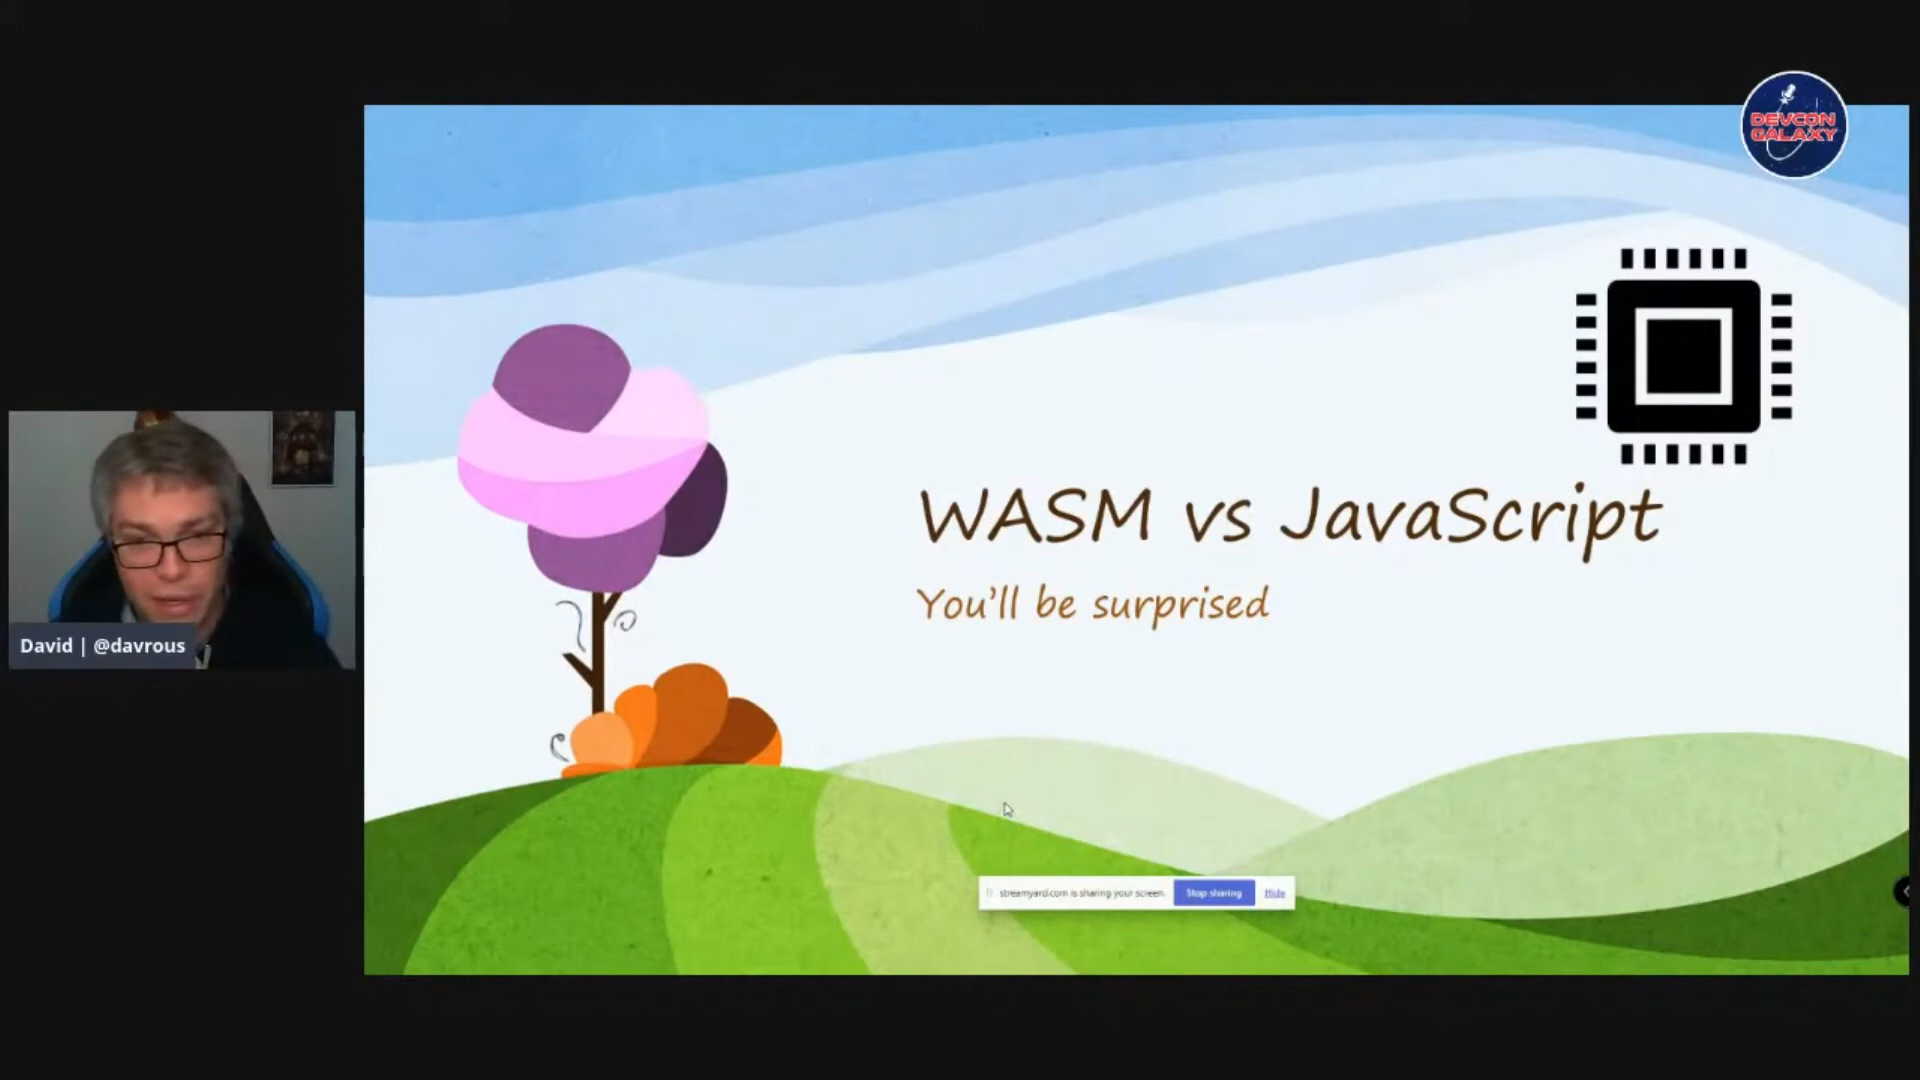 DEVCON
GALAXY
WASM vs JavaScript
You'll be surprised
David | @davrous
streamyard.com is sharing your screen.
Stop sharing
Hide